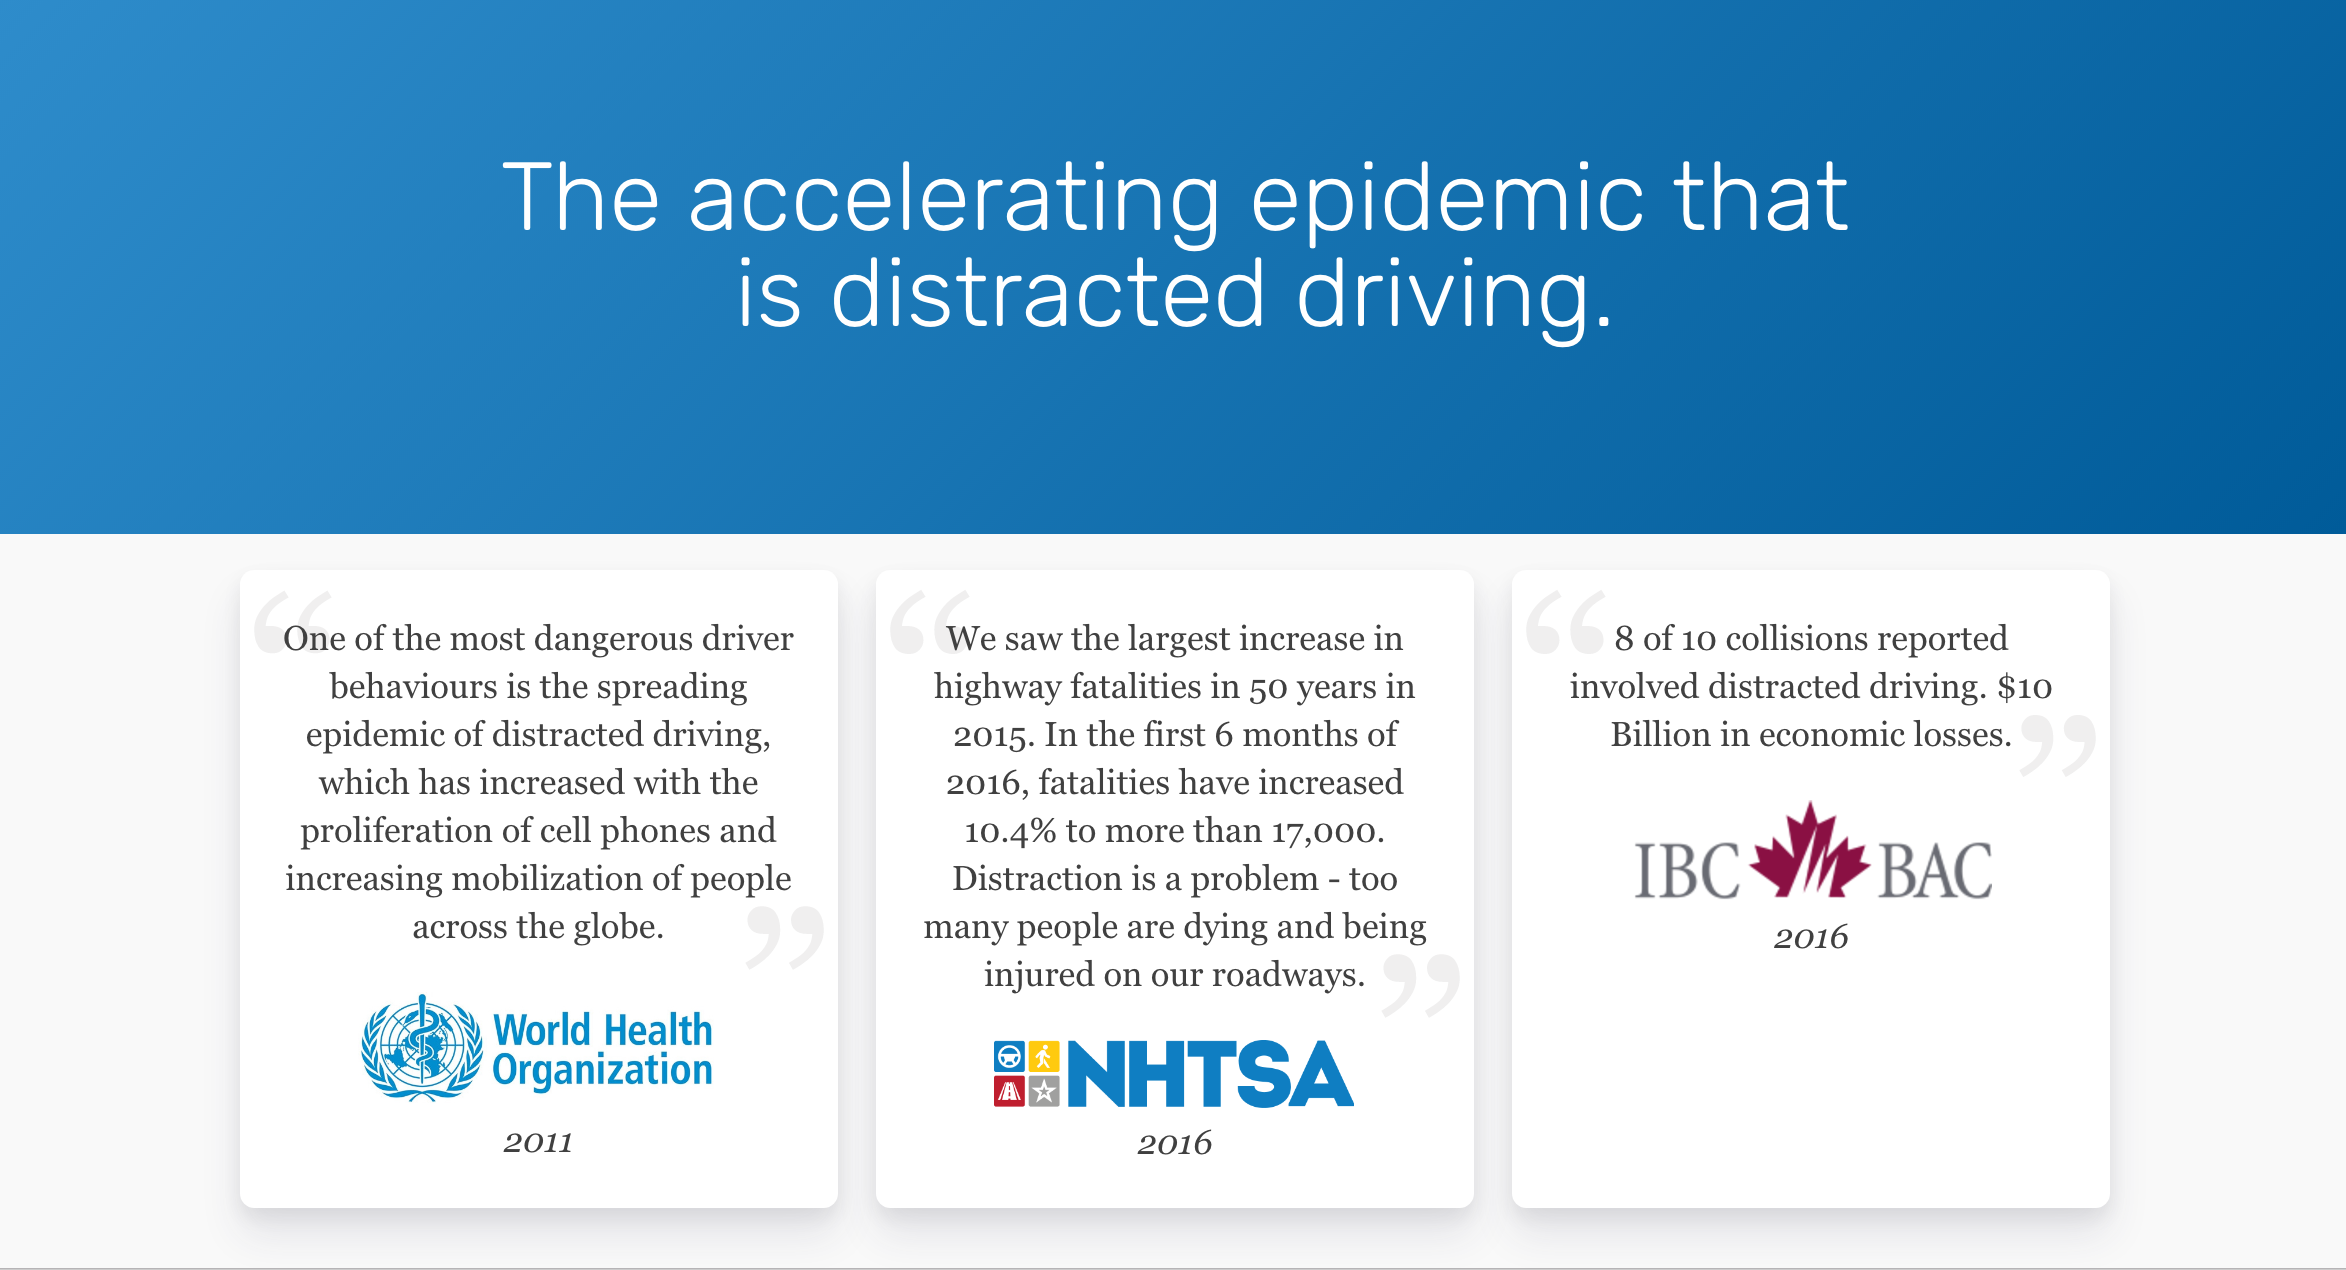 The accelerating epidemic that
is distracted driving.
“
One of the most dangerous driver
behaviours is the spreading
epidemic of distracted driving,
which has increased with the
proliferation of cell phones and
increasing mobilization of people
across the globe.
”
World Health
Organization
2011
“
We saw the largest increase in
highway fatalities in 50 years in
2015. In the first 6 months of
2016, fatalities have increased
10.4% to more than 17,000.
Distraction is a problem - too
many people are dying and being
injured on our roadways.
”
NHTSA
2016
“
8 of 10 collisions reported
involved distracted driving. $10
Billion in economic losses.
”
IBC BAC
2016